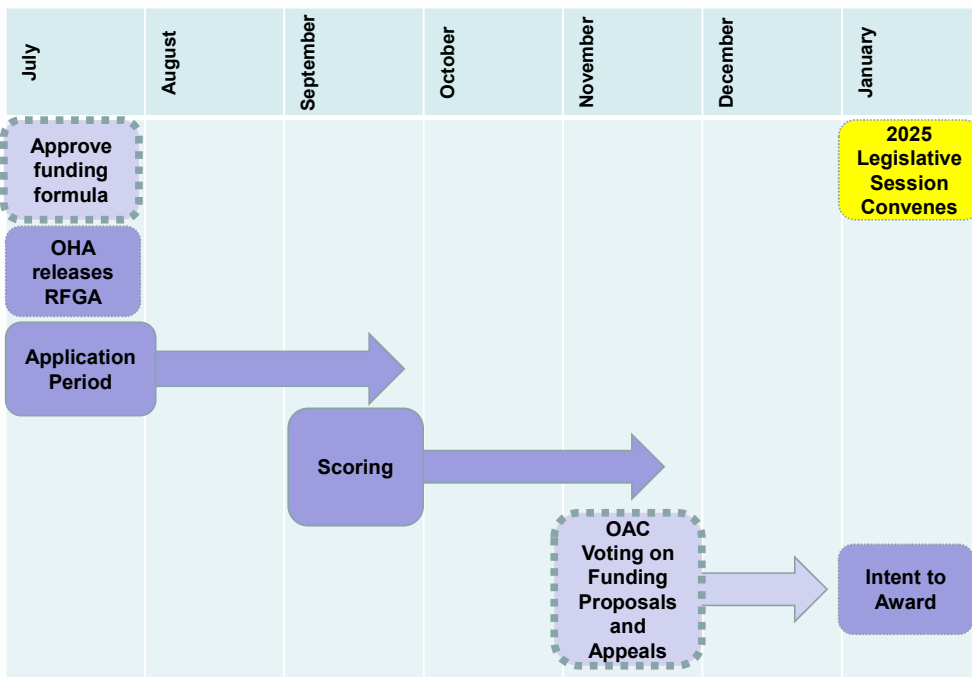 July
August
September
October
November
December
January
Approve
funding
formula
2025
Legislative
Session
Convenes
OHA
releases
RFGA
Application
Period
Scoring
OAC
Voting on
Funding
Proposals
and
Appeals
Intent to
Award